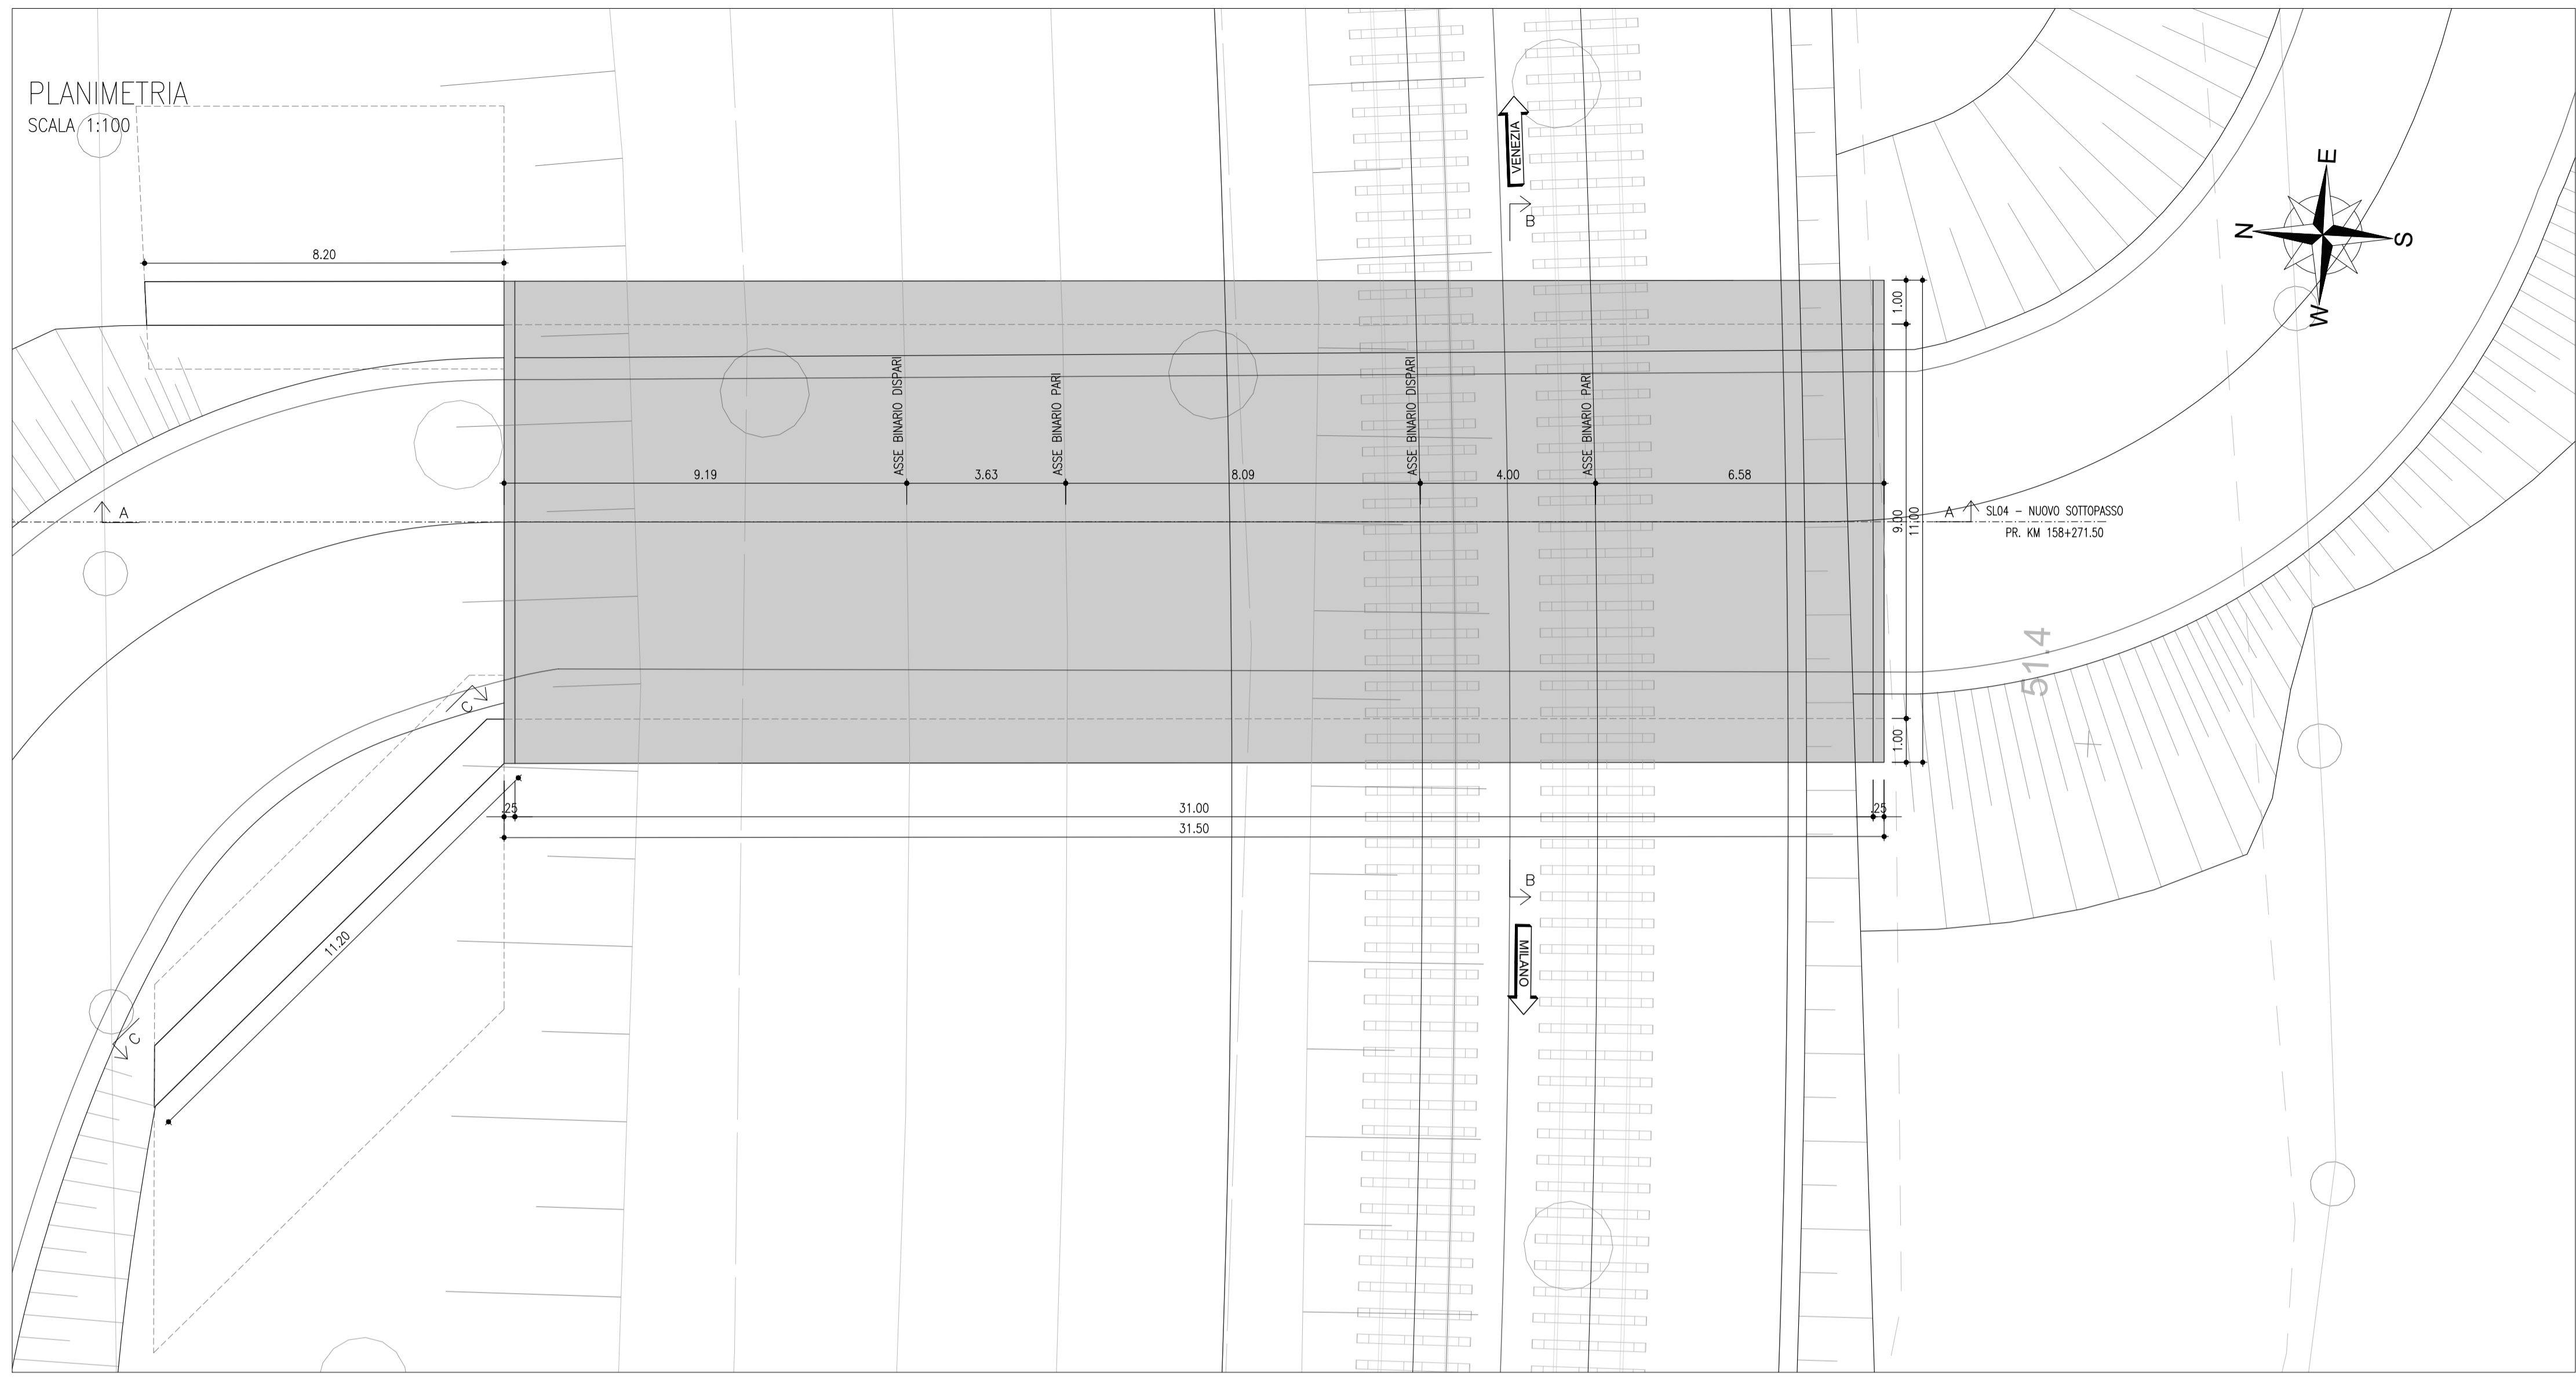 PLANIMETRIA
SCALA 1:100
VENEZIA
B
E
N
S
W
8.20
1.00
ASSE BINARIO DISPARI
ASSE BINARIO PARI
ASSE BINARIO DISPARI
ASSE BINARIO PARI
9.19
3.63
8.09
4.00
6.58
A
A
SL04 - NUOVO SOTTOPASSO
PR. KM 158+271.50
9.00
11.00
51.4
C
1.00
.25
31.00
.25
31.50
B
MILANO
11.20
C